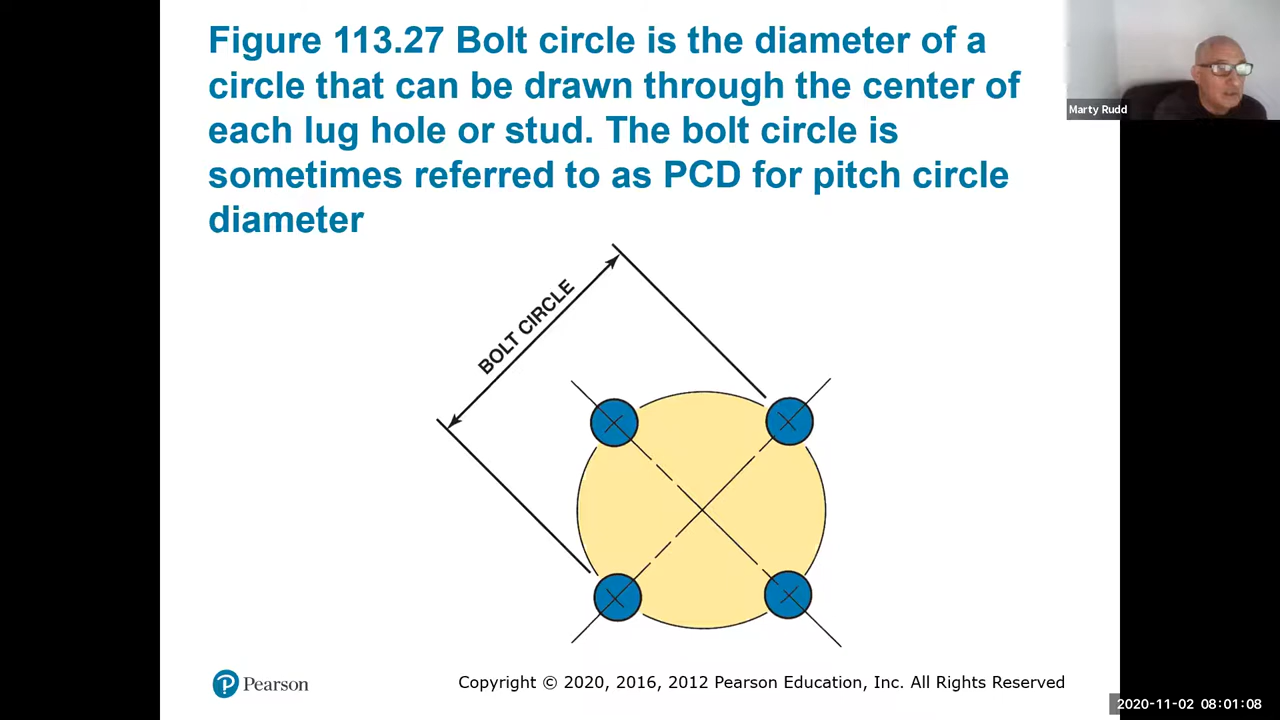 Figure 113.27 Bolt circle is the diameter of a
circle that can be drawn through the center of
each lug hole or stud. The bolt circle is
sometimes referred to as PCD for pitch circle
diameter
Marty Rudd
BOLT CIRCLE
Pearson
Copyright © 2020, 2016, 2012 Pearson Education, Inc. All Rights Reserved
2020-11-02 08:01:08